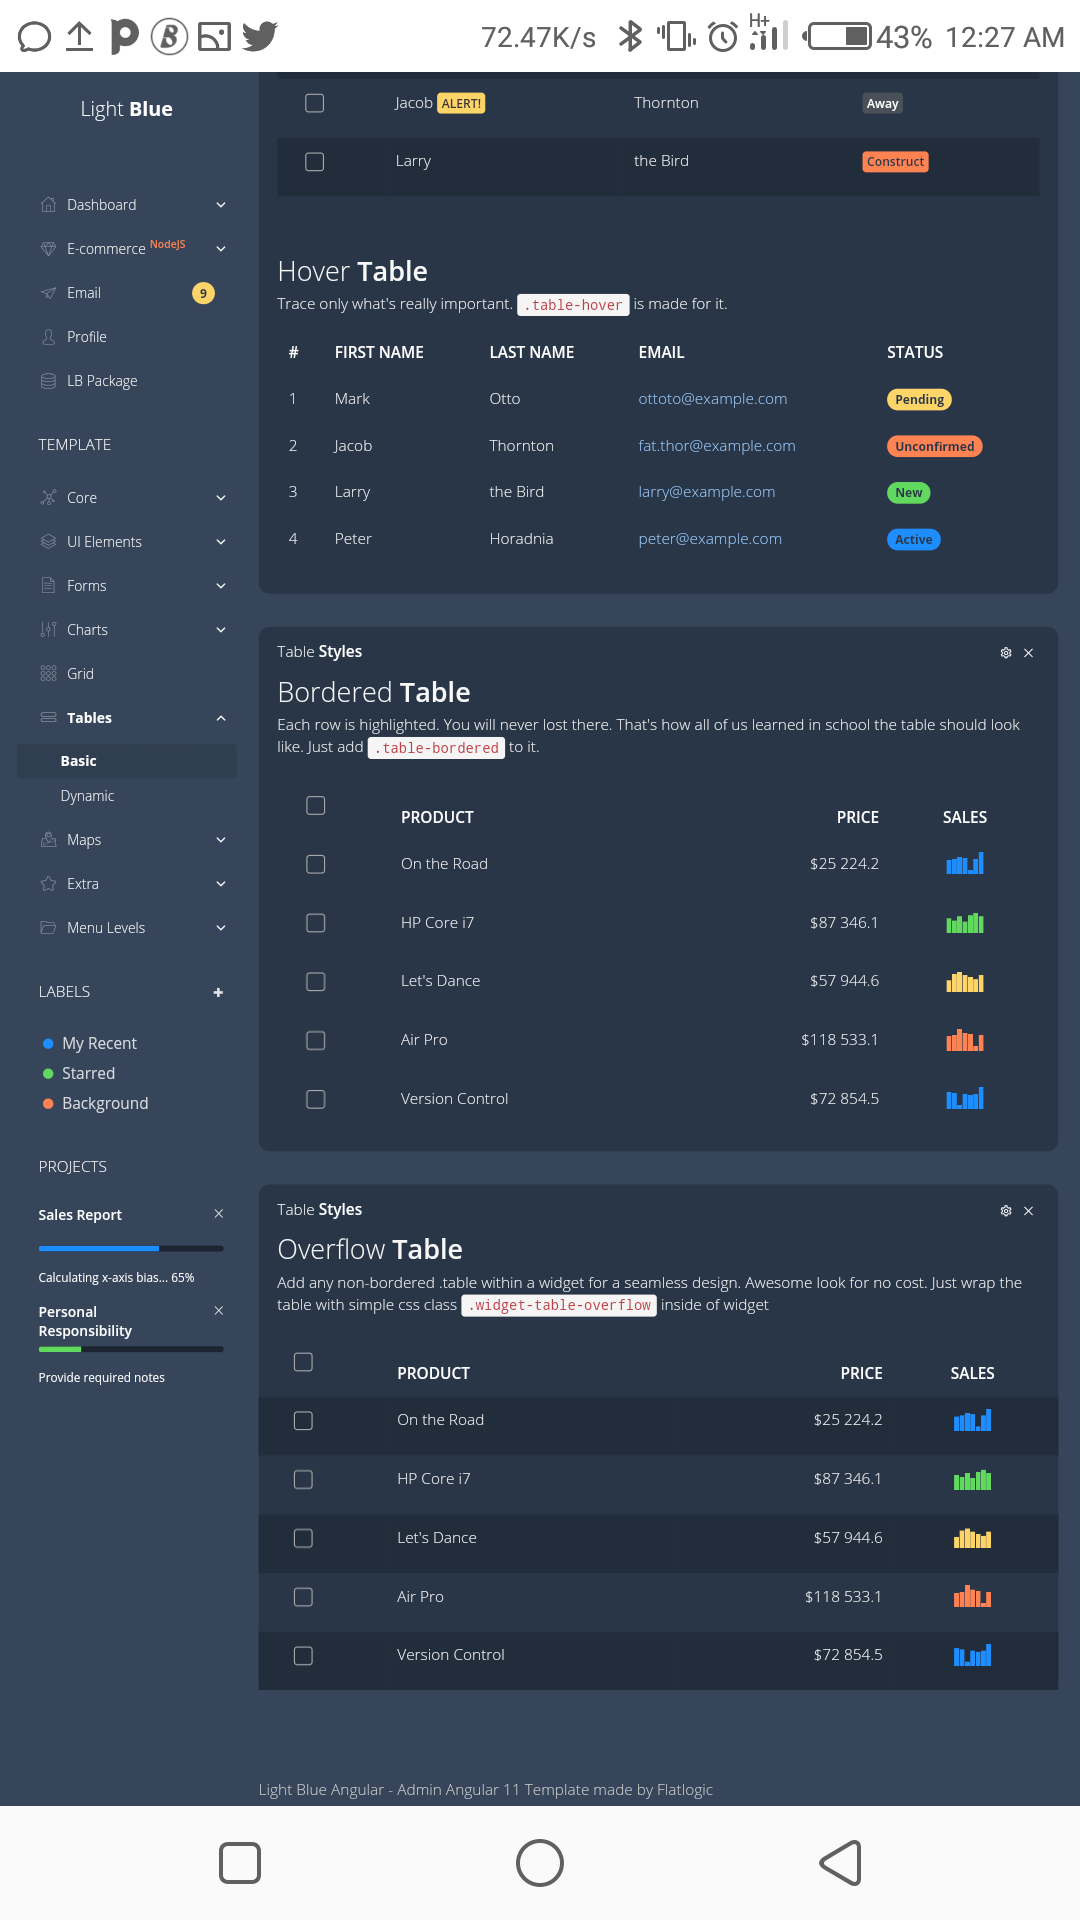 72.47K/s H+ 43% 12:27 AM
Light Blue
Dashboard
E-commerce NodeJS
Email 9
Profile
LB Package
TEMPLATE
Core
UI Elements
Forms
Charts
Grid
Tables
Basic
Dynamic
Maps
Extra
Menu Levels
LABELS +
My Recent
Starred
Background
PROJECTS
Sales Report
Calculating x-axis bias... 65%
Personal
Responsibility
Provide required notes
Jacob ALERT! Thornton Away
Larry the Bird Construct
Hover Table
Trace only what's really important. .table-hover is made for it.
# FIRST NAME LAST NAME EMAIL STATUS
1 Mark Otto ottoto@example.com Pending
2 Jacob Thornton fat.thor@example.com Unconfirmed
3 Larry the Bird larry@example.com New
4 Peter Horadnia peter@example.com Active
Table Styles
Bordered Table
Each row is highlighted. You will never lost there. That's how all of us learned in school the table should look
like. Just add .table-bordered to it.
PRODUCT PRICE SALES
On the Road $25 224.2
HP Core i7 $87 346.1
Let's Dance $57 944.6
Air Pro $118 533.1
Version Control $72 854.5
Table Styles
Overflow Table
Add any non-bordered .table within a widget for a seamless design. Awesome look for no cost. Just wrap the
table with simple css class .widget-table-overflow inside of widget
PRODUCT PRICE SALES
On the Road $25 224.2
HP Core i7 $87 346.1
Let's Dance $57 944.6
Air Pro $118 533.1
Version Control $72 854.5
Light Blue Angular - Admin Angular 11 Template made by Flatlogic